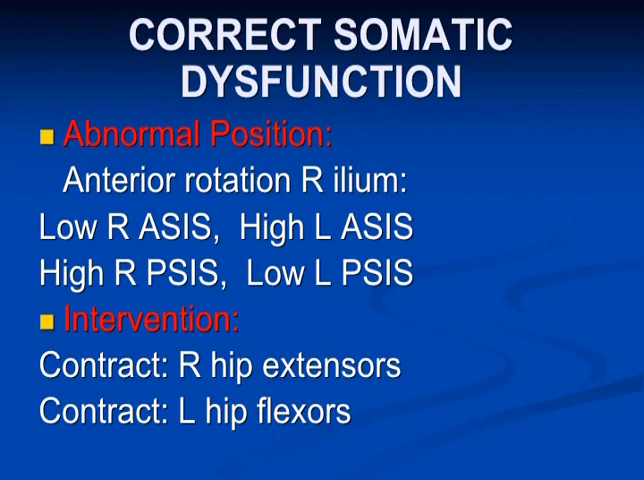 CORRECT SOMATIC
DYSFUNCTION
Abnormal Position:
Anterior rotation R ilium:
Low R ASIS, High L ASIS
High R PSIS, Low L PSIS
Intervention:
Contract: R hip extensors
Contract: L hip flexors